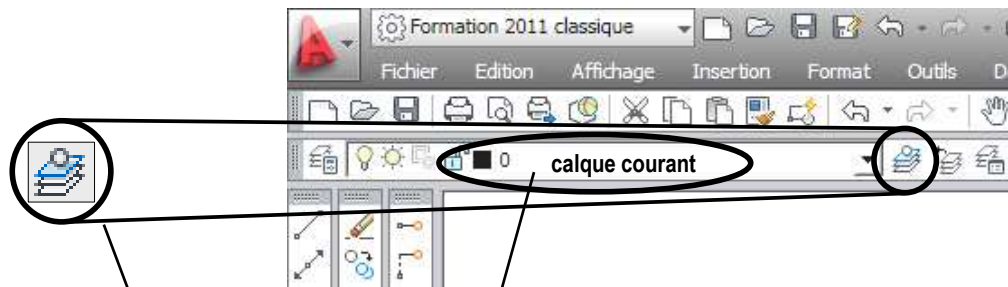 Formation 2011 classique
Fichier Edition Affichage Insertion Format Outils D
0 calque courant